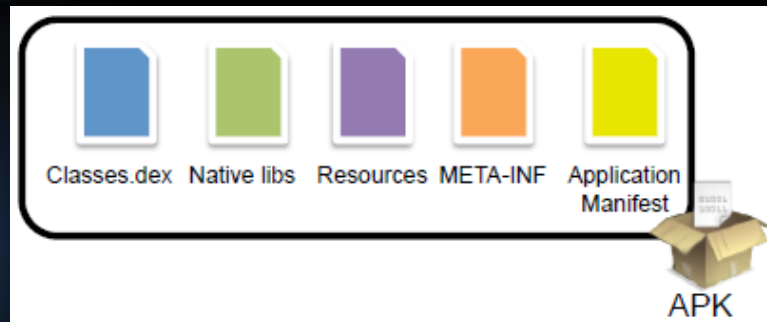 Classes.dex Native libs Resources META-INF Application
Manifest
APK